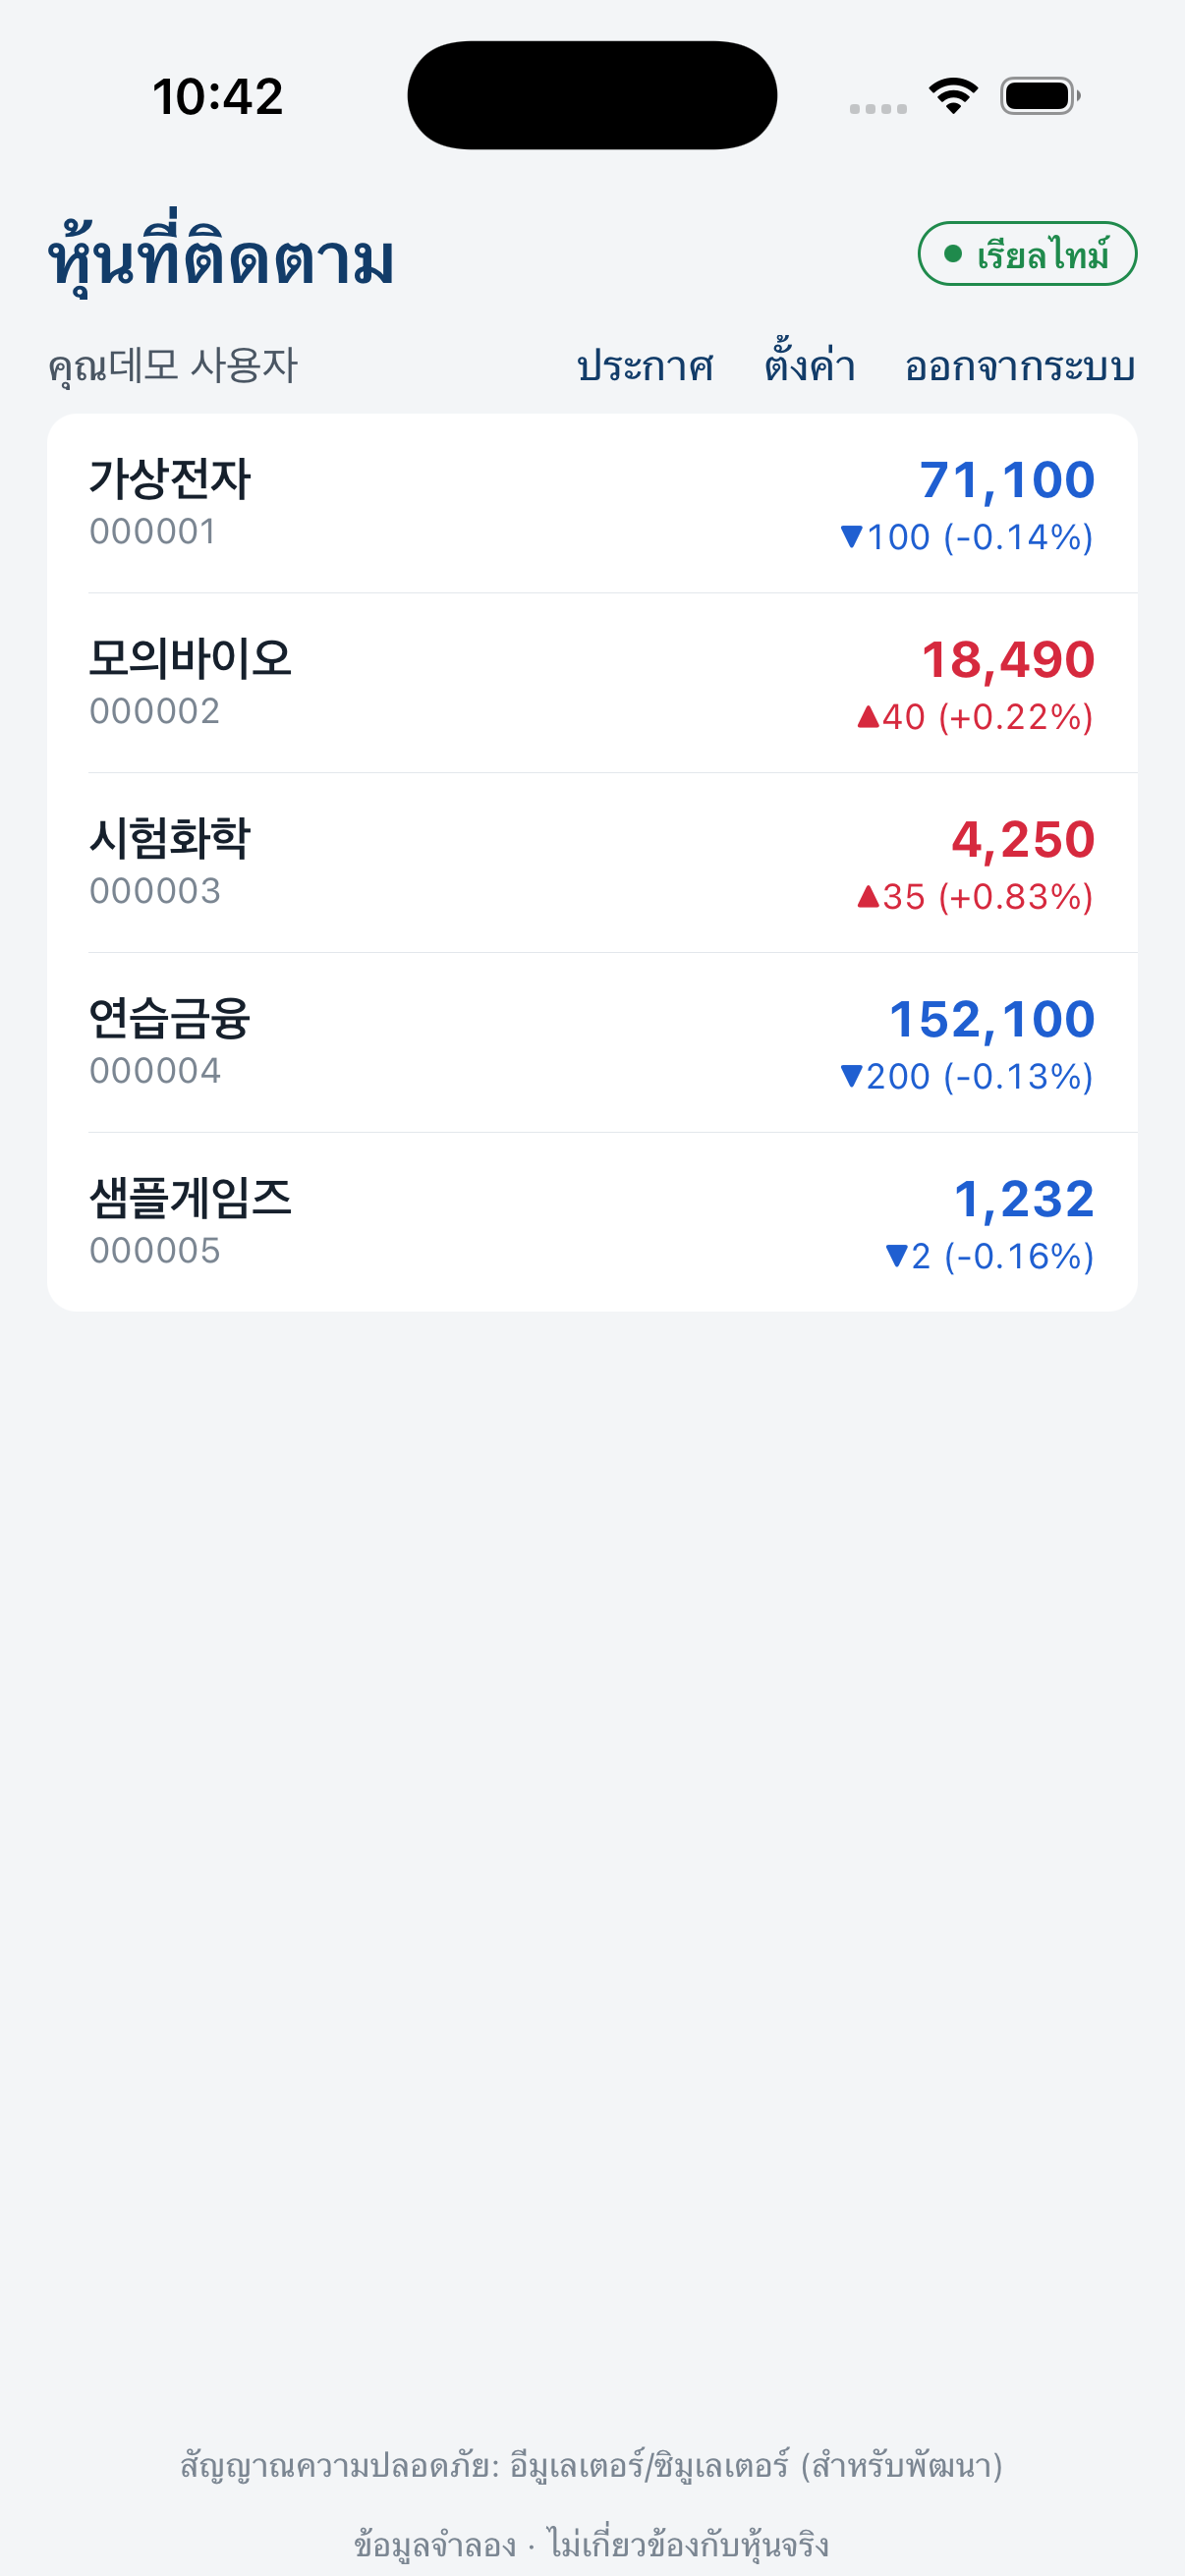 10:42
หุ้นที่ติดตาม
เรียลไทม์
คุณ데모 사용자 ประกาศ ตั้งค่า ออกจากระบบ
가상전자 71,100
000001 ▼100 (-0.14%)
모의바이오 18,490
000002 ▲40 (+0.22%)
시험화학 4,250
000003 ▲35 (+0.83%)
연습금융 152,100
000004 ▼200 (-0.13%)
샘플게임즈 1,232
000005 ▼2 (-0.16%)
สัญญาณความปลอดภัย: อีมูเลเตอร์/ซิมูเลเตอร์ (สำหรับพัฒนา)
ข้อมูลจำลอง · ไม่เกี่ยวข้องกับหุ้นจริง